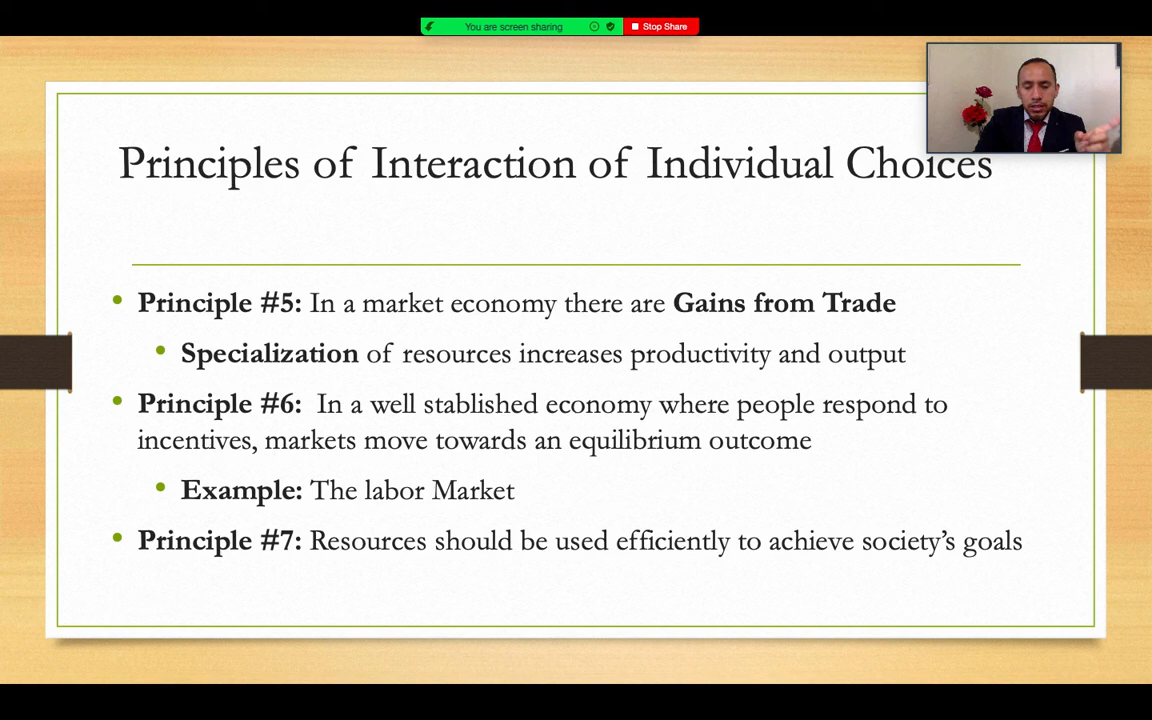 You are screen sharing
Stop Share
Principles of Interaction of Individual Choices
Principle #5: In a market economy there are Gains from Trade
Specialization of resources increases productivity and output
Principle #6: In a well stablished economy where people respond to
incentives, markets move towards an equilibrium outcome
Example: The labor Market
Principle #7: Resources should be used efficiently to achieve society’s goals